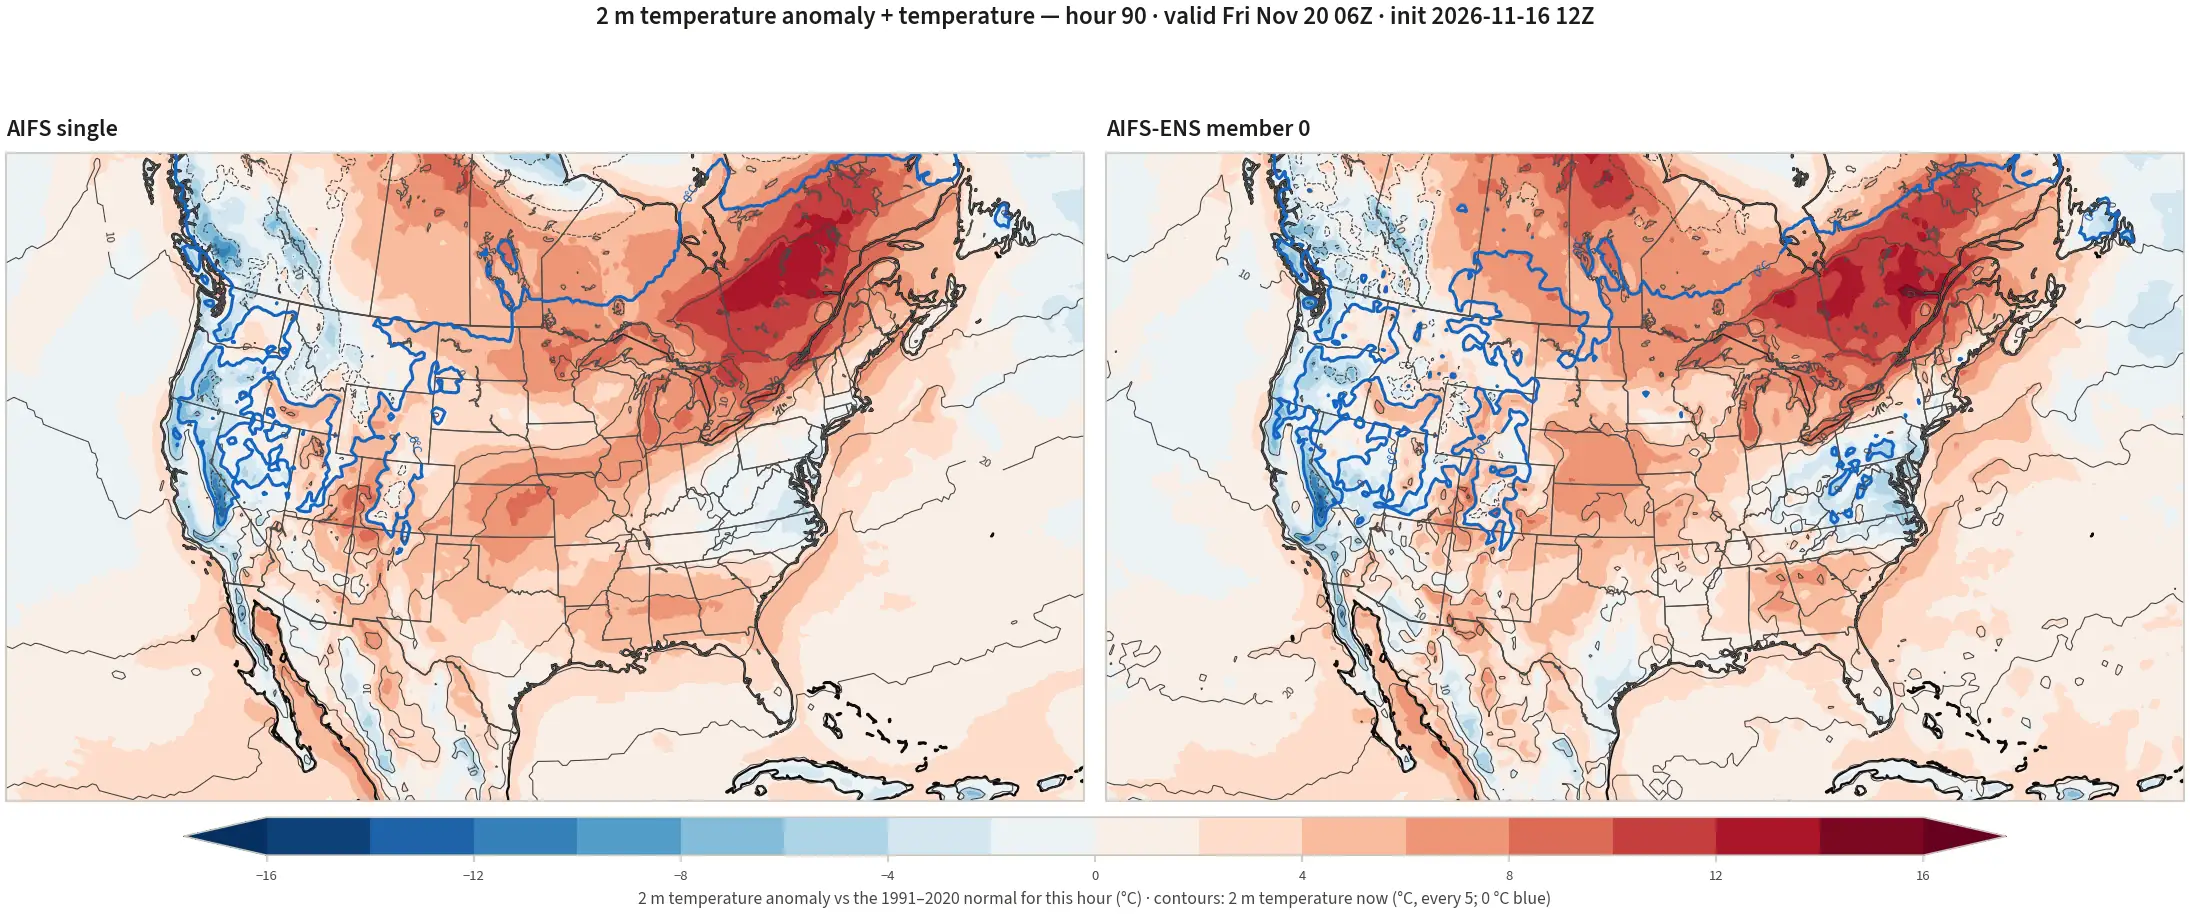 2 m temperature anomaly + temperature — hour 90 · valid Fri Nov 20 06Z · init 2026-11-16 12Z
AIFS single
AIFS-ENS member 0
−16 −12 −8 −4 0 4 8 12 16
2 m temperature anomaly vs the 1991–2020 normal for this hour (°C) · contours: 2 m temperature now (°C, every 5; 0 °C blue)